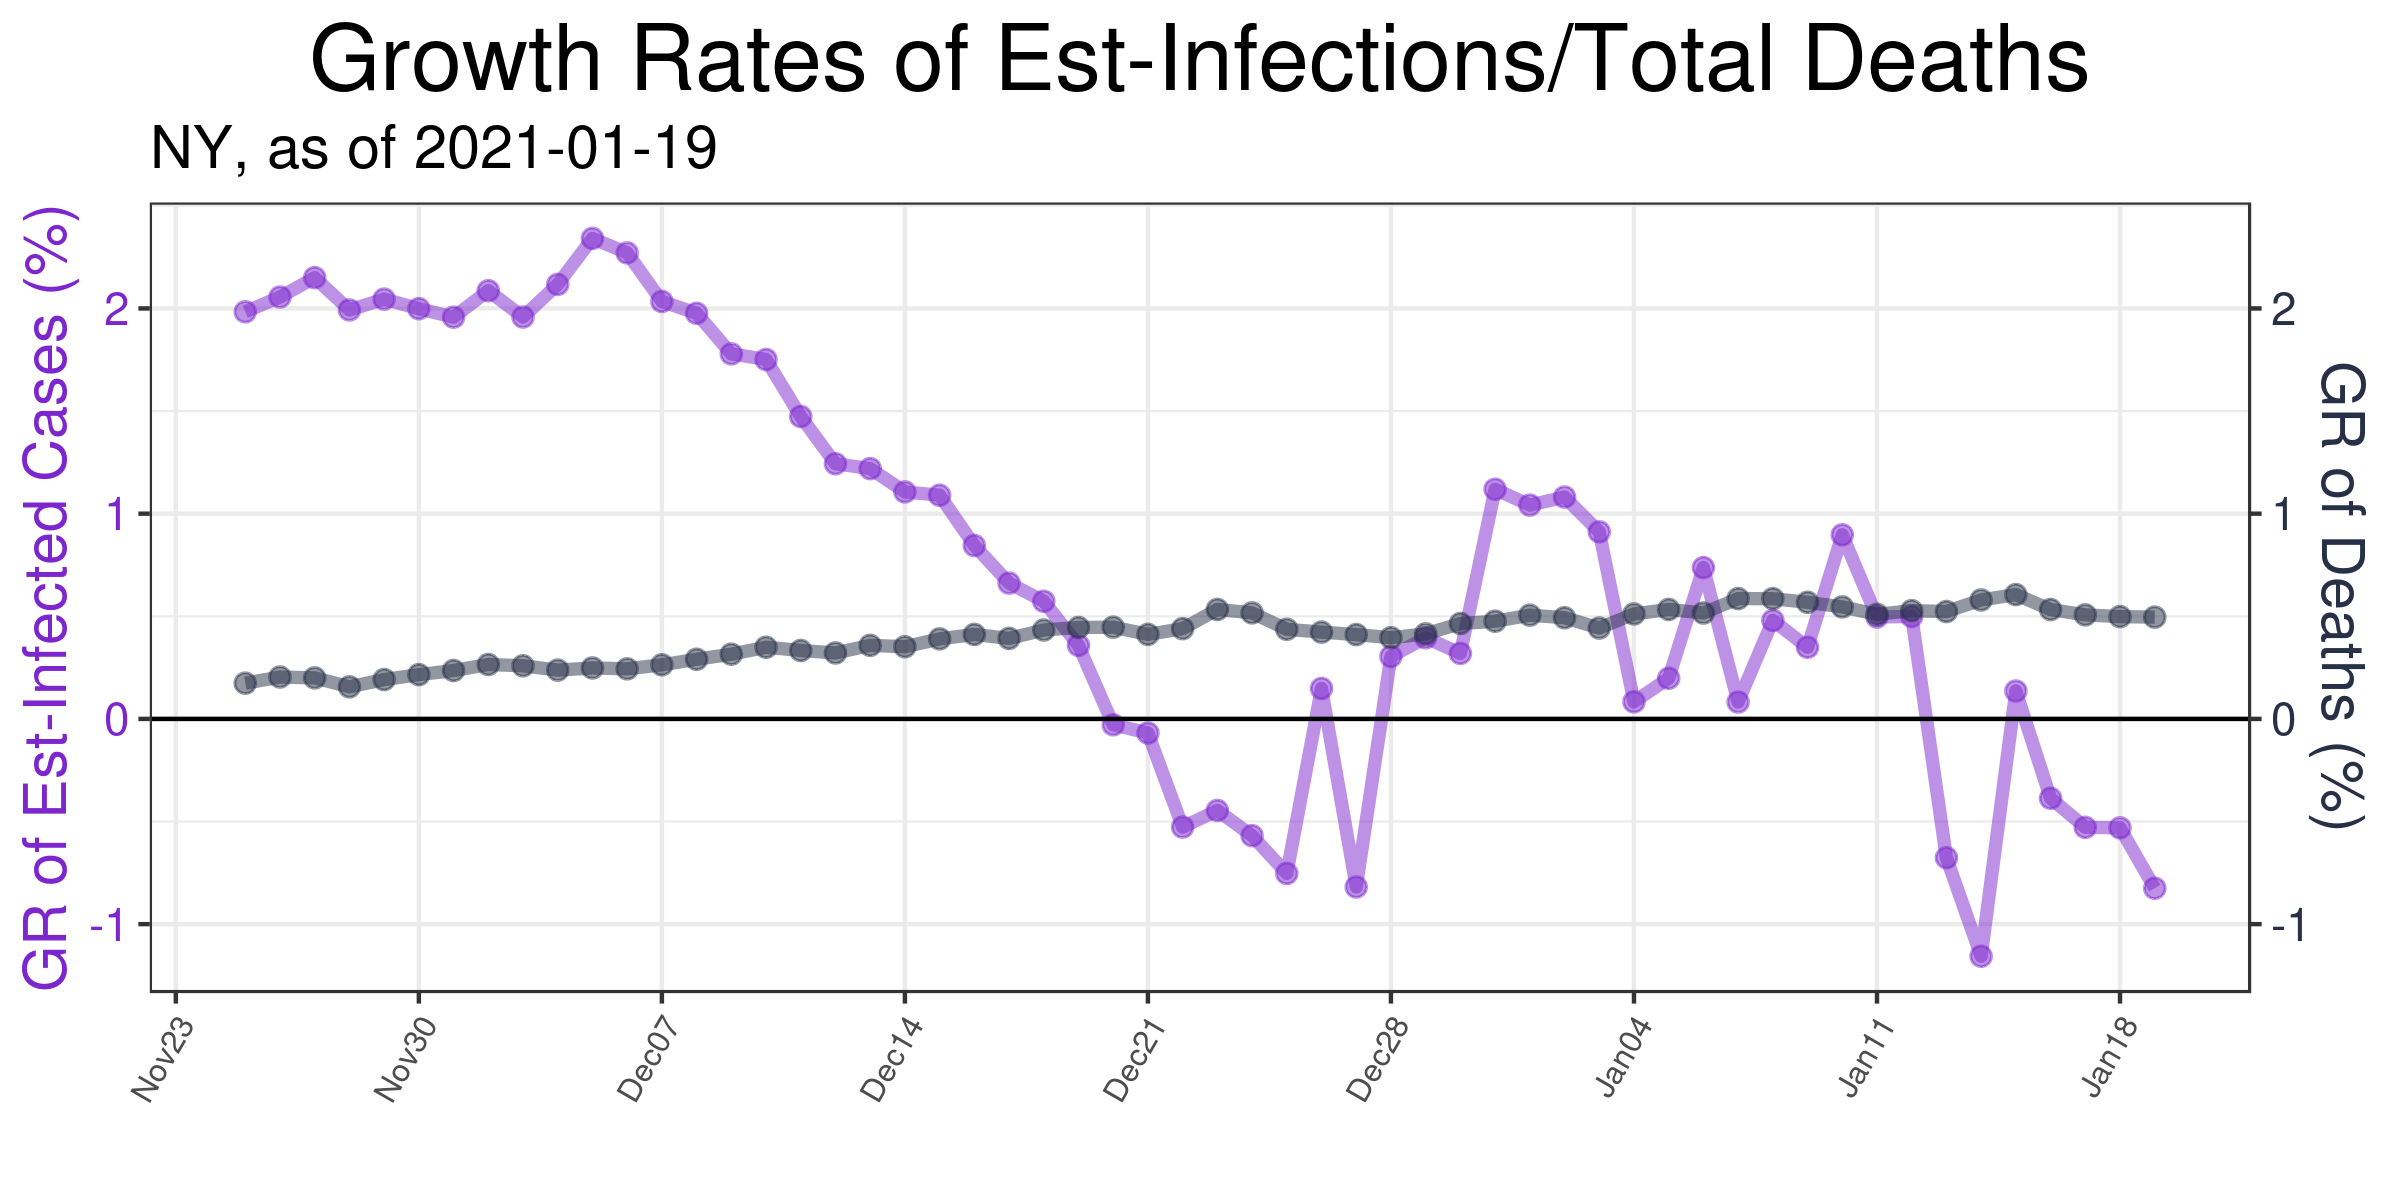 Growth Rates of Est-Infections/Total Deaths
NY, as of 2021-01-19
GR of Est-Infected Cases (%)
2
1
0
-1
2
1
0
-1
GR of Deaths (%)
Nov23
Nov30
Dec07
Dec14
Dec21
Dec28
Jan04
Jan11
Jan18